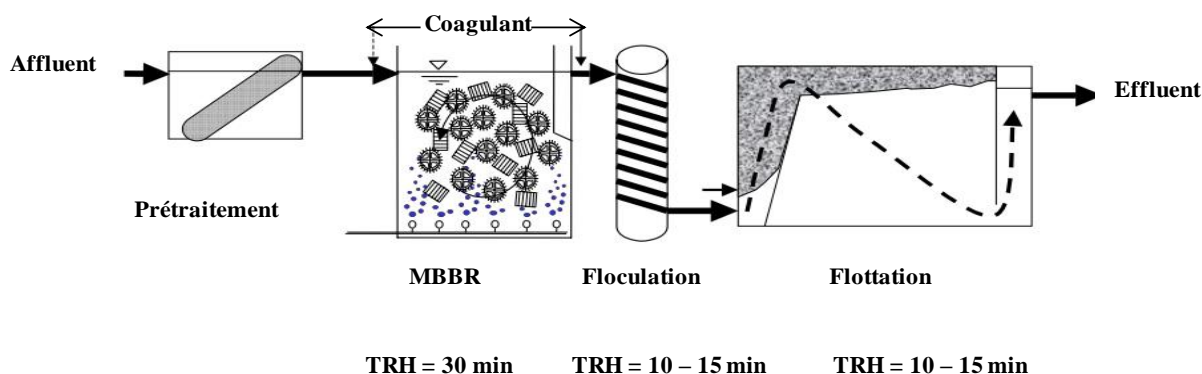 Coagulant
Affluent
Effluent
Prétraitement
MBBR
Floculation
Flottation
TRH = 30 min
TRH = 10 – 15 min
TRH = 10 – 15 min